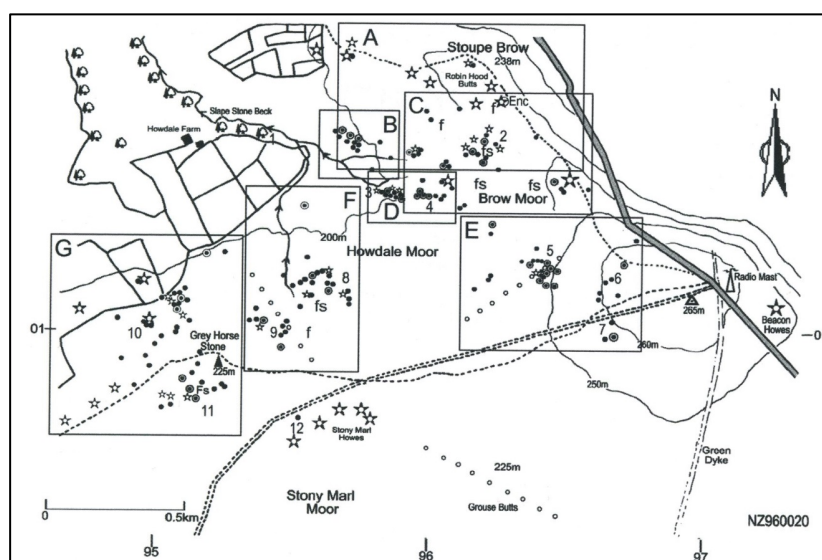 A
Stoupe Brow
238m
Robin Hood
Butts
N
Slape Stone Beck
Howdale Farm
1
B
C
f
f
Enc
2
fs
F
3
D
4
fs
fs
Brow Moor
G
200m
Howdale Moor
E
5
6
Radio Mast
8
fs
265m
Beacon
Howes
01
10
Grey Horse
Stone
225m
9
f
7
260m
0
250m
Fs
11
12
Stony Marl
Howes
Green
Dyke
225m
Grouse Butts
Stony Marl
Moor
0
0.5km
NZ960020
95
96
97